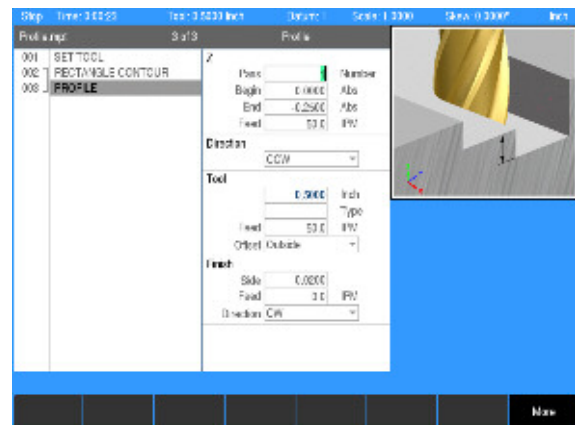 Stop Time: 3:00:23 Tool: 0.5000 Inch Datum: 1 Scale: 1.0000 Skew: 0.0000° Inch
Profile.mpt 3 of 3 Profile
001 SET TOOL
002 RECTANGLE CONTOUR
003 PROFILE
Z
Pass Number
Begin 0.0000 Abs
End -0.2500 Abs
Feed 50.0 IPM
Direction
CCW
Tool
0.5000 Inch
Type
Feed 50.0 IPM
Offset Outside
Finish
Side 0.0200
Feed IPM
Direction CW
More